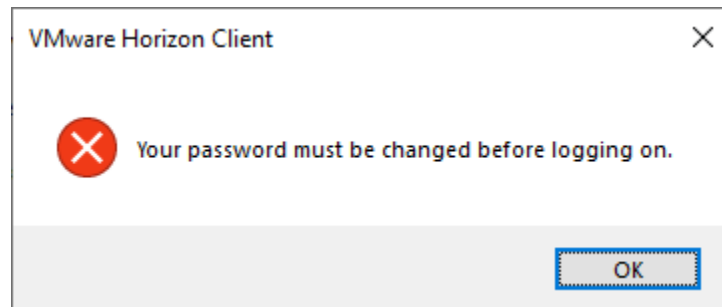 VMware Horizon Client
Your password must be changed before logging on.
OK